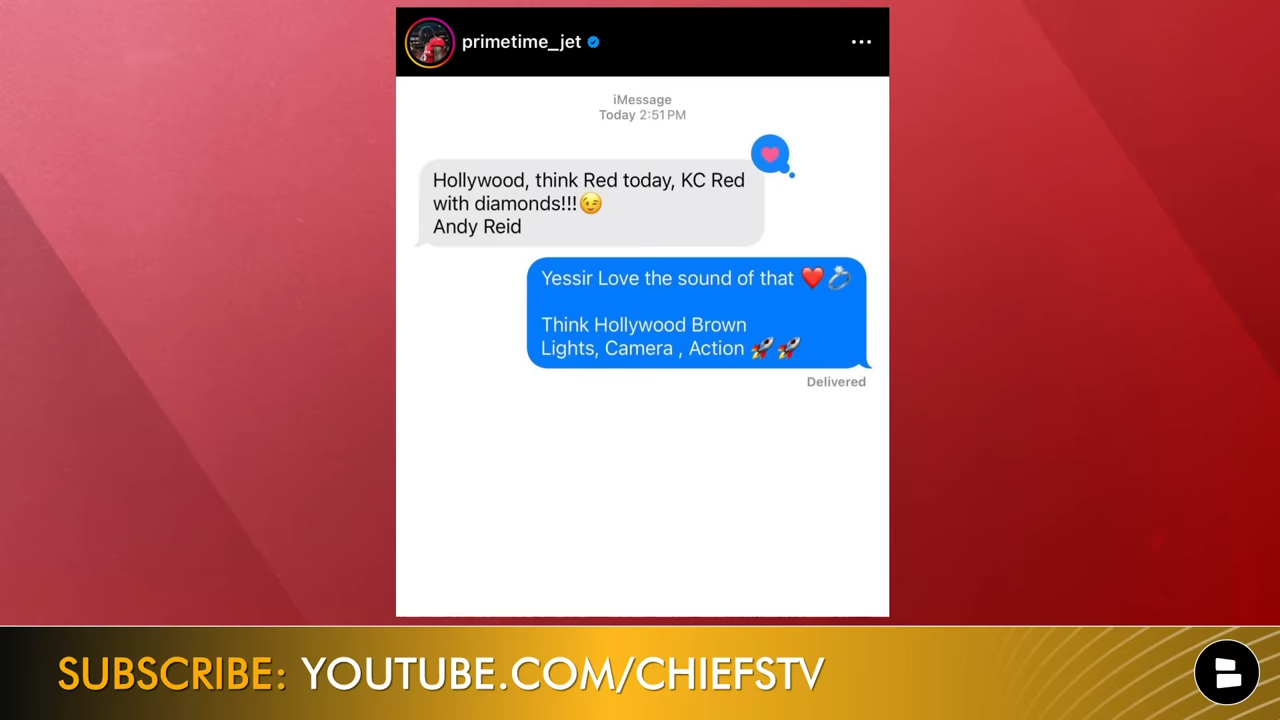 primetime_jet
iMessage
Today 2:51 PM
Hollywood, think Red today, KC Red
with diamonds!!!😉
Andy Reid
Yessir Love the sound of that ❤️💍
Think Hollywood Brown
Lights, Camera , Action 🚀🚀
Delivered
SUBSCRIBE: YOUTUBE.COM/CHIEFSTV